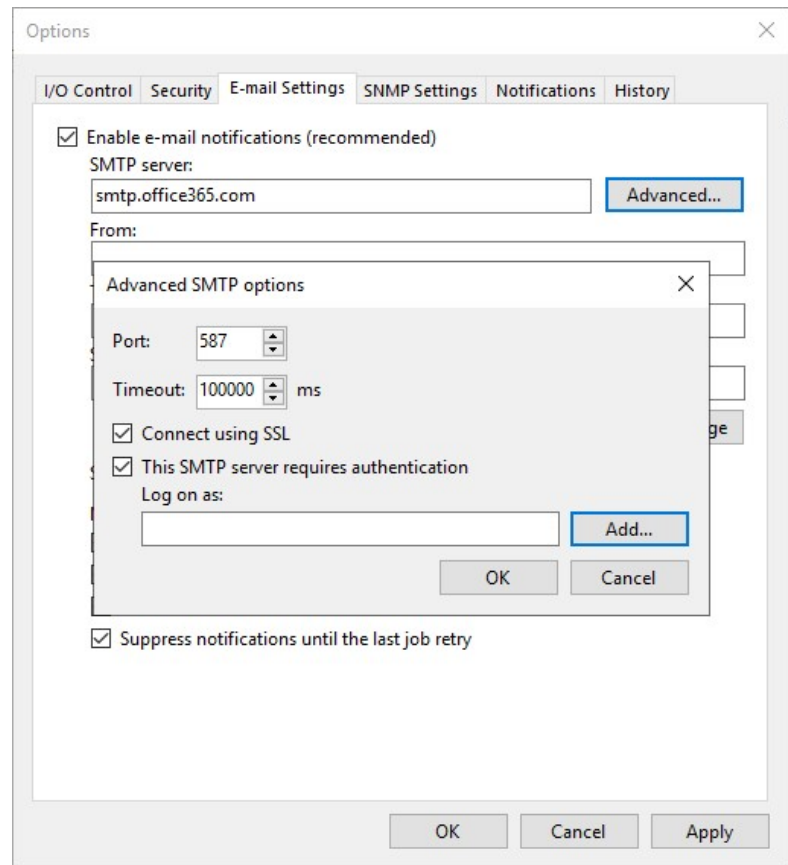 Options
I/O Control Security E-mail Settings SNMP Settings Notifications History
Enable e-mail notifications (recommended)
SMTP server:
smtp.office365.com Advanced...
From:
Advanced SMTP options
Port: 587
Timeout: 100000 ms
Connect using SSL
This SMTP server requires authentication
Log on as:
Add...
OK Cancel
Suppress notifications until the last job retry
OK Cancel Apply